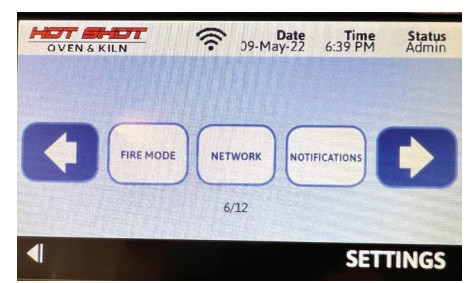 HOT SHOT
OVEN & KILN
Date Time Status
09-May-22 6:39 PM Admin
FIRE MODE NETWORK NOTIFICATIONS
6/12
SETTINGS